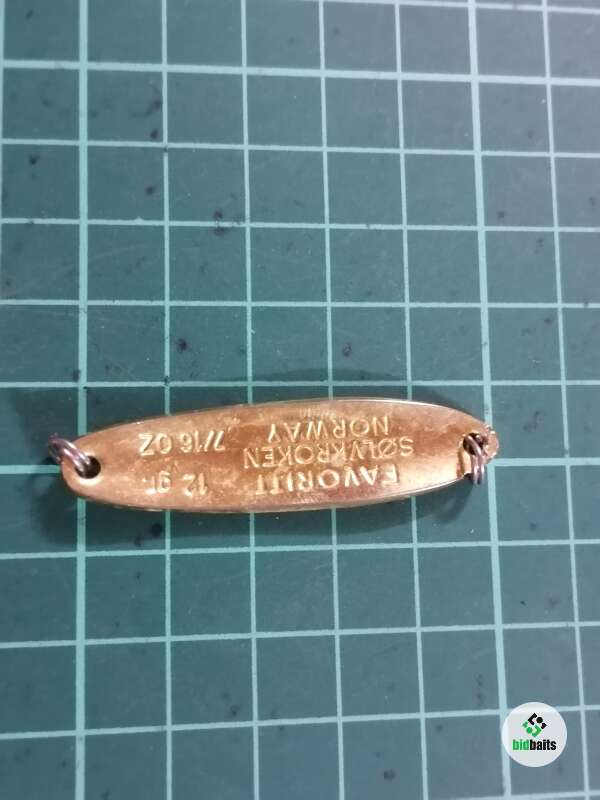 FAVORITT
SØLVKROKEN
NORWAY
12 gr.
7/16 OZ
bidbaits